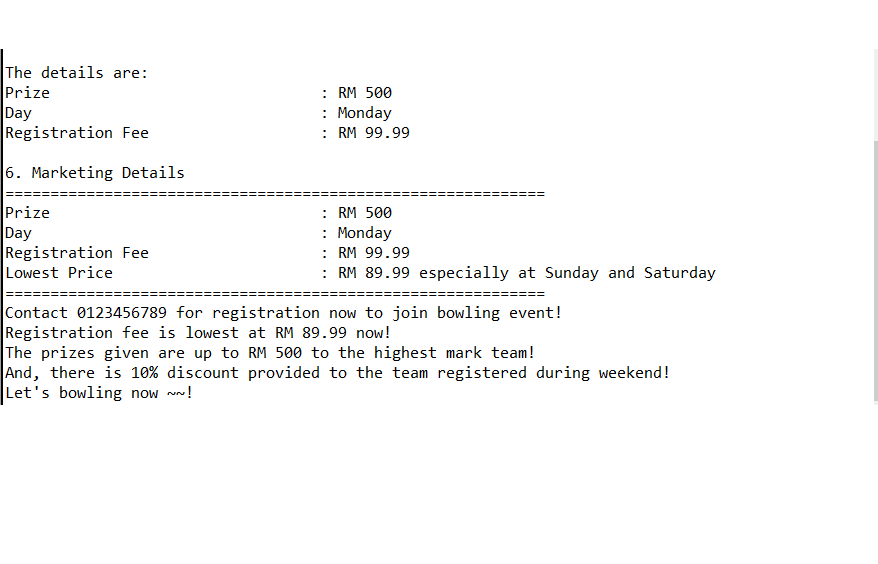 The details are:
Prize : RM 500
Day : Monday
Registration Fee : RM 99.99
6. Marketing Details
============================================================
Prize : RM 500
Day : Monday
Registration Fee : RM 99.99
Lowest Price : RM 89.99 especially at Sunday and Saturday
============================================================
Contact 0123456789 for registration now to join bowling event!
Registration fee is lowest at RM 89.99 now!
The prizes given are up to RM 500 to the highest mark team!
And, there is 10% discount provided to the team registered during weekend!
Let's bowling now ~~!